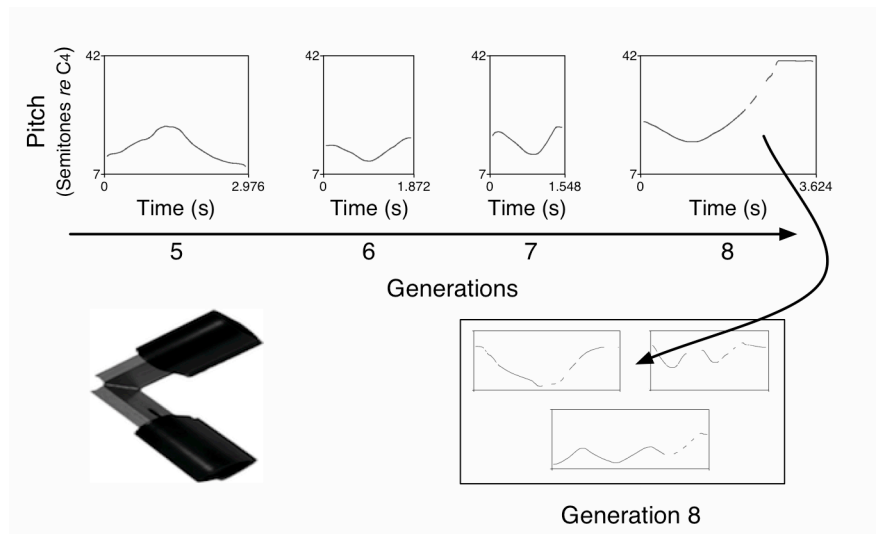 Pitch
(Semitones re C4)
42 42 42 42
7 7 7 7
0 2.976 0 1.872 0 1.548 0 3.624
Time (s) Time (s) Time (s) Time (s)
5 6 7 8
Generations
Generation 8